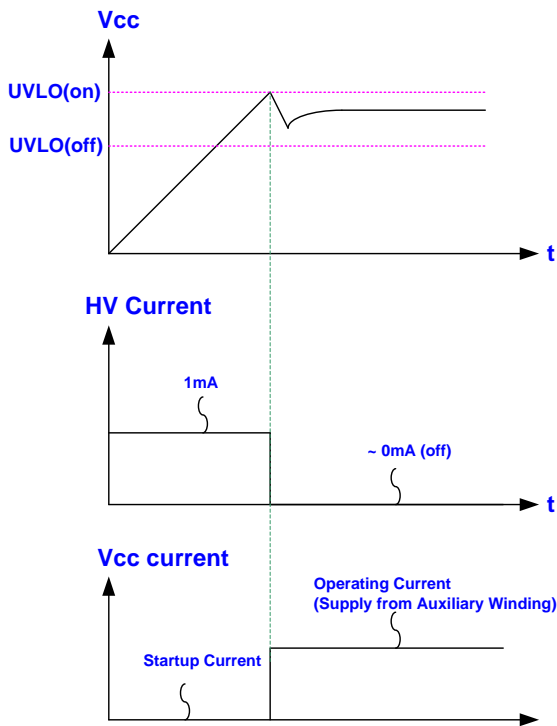 Vcc
UVLO(on)
UVLO(off)
t
HV Current
1mA
~ 0mA (off)
t
Vcc current
Operating Current
(Supply from Auxiliary Winding)
Startup Current